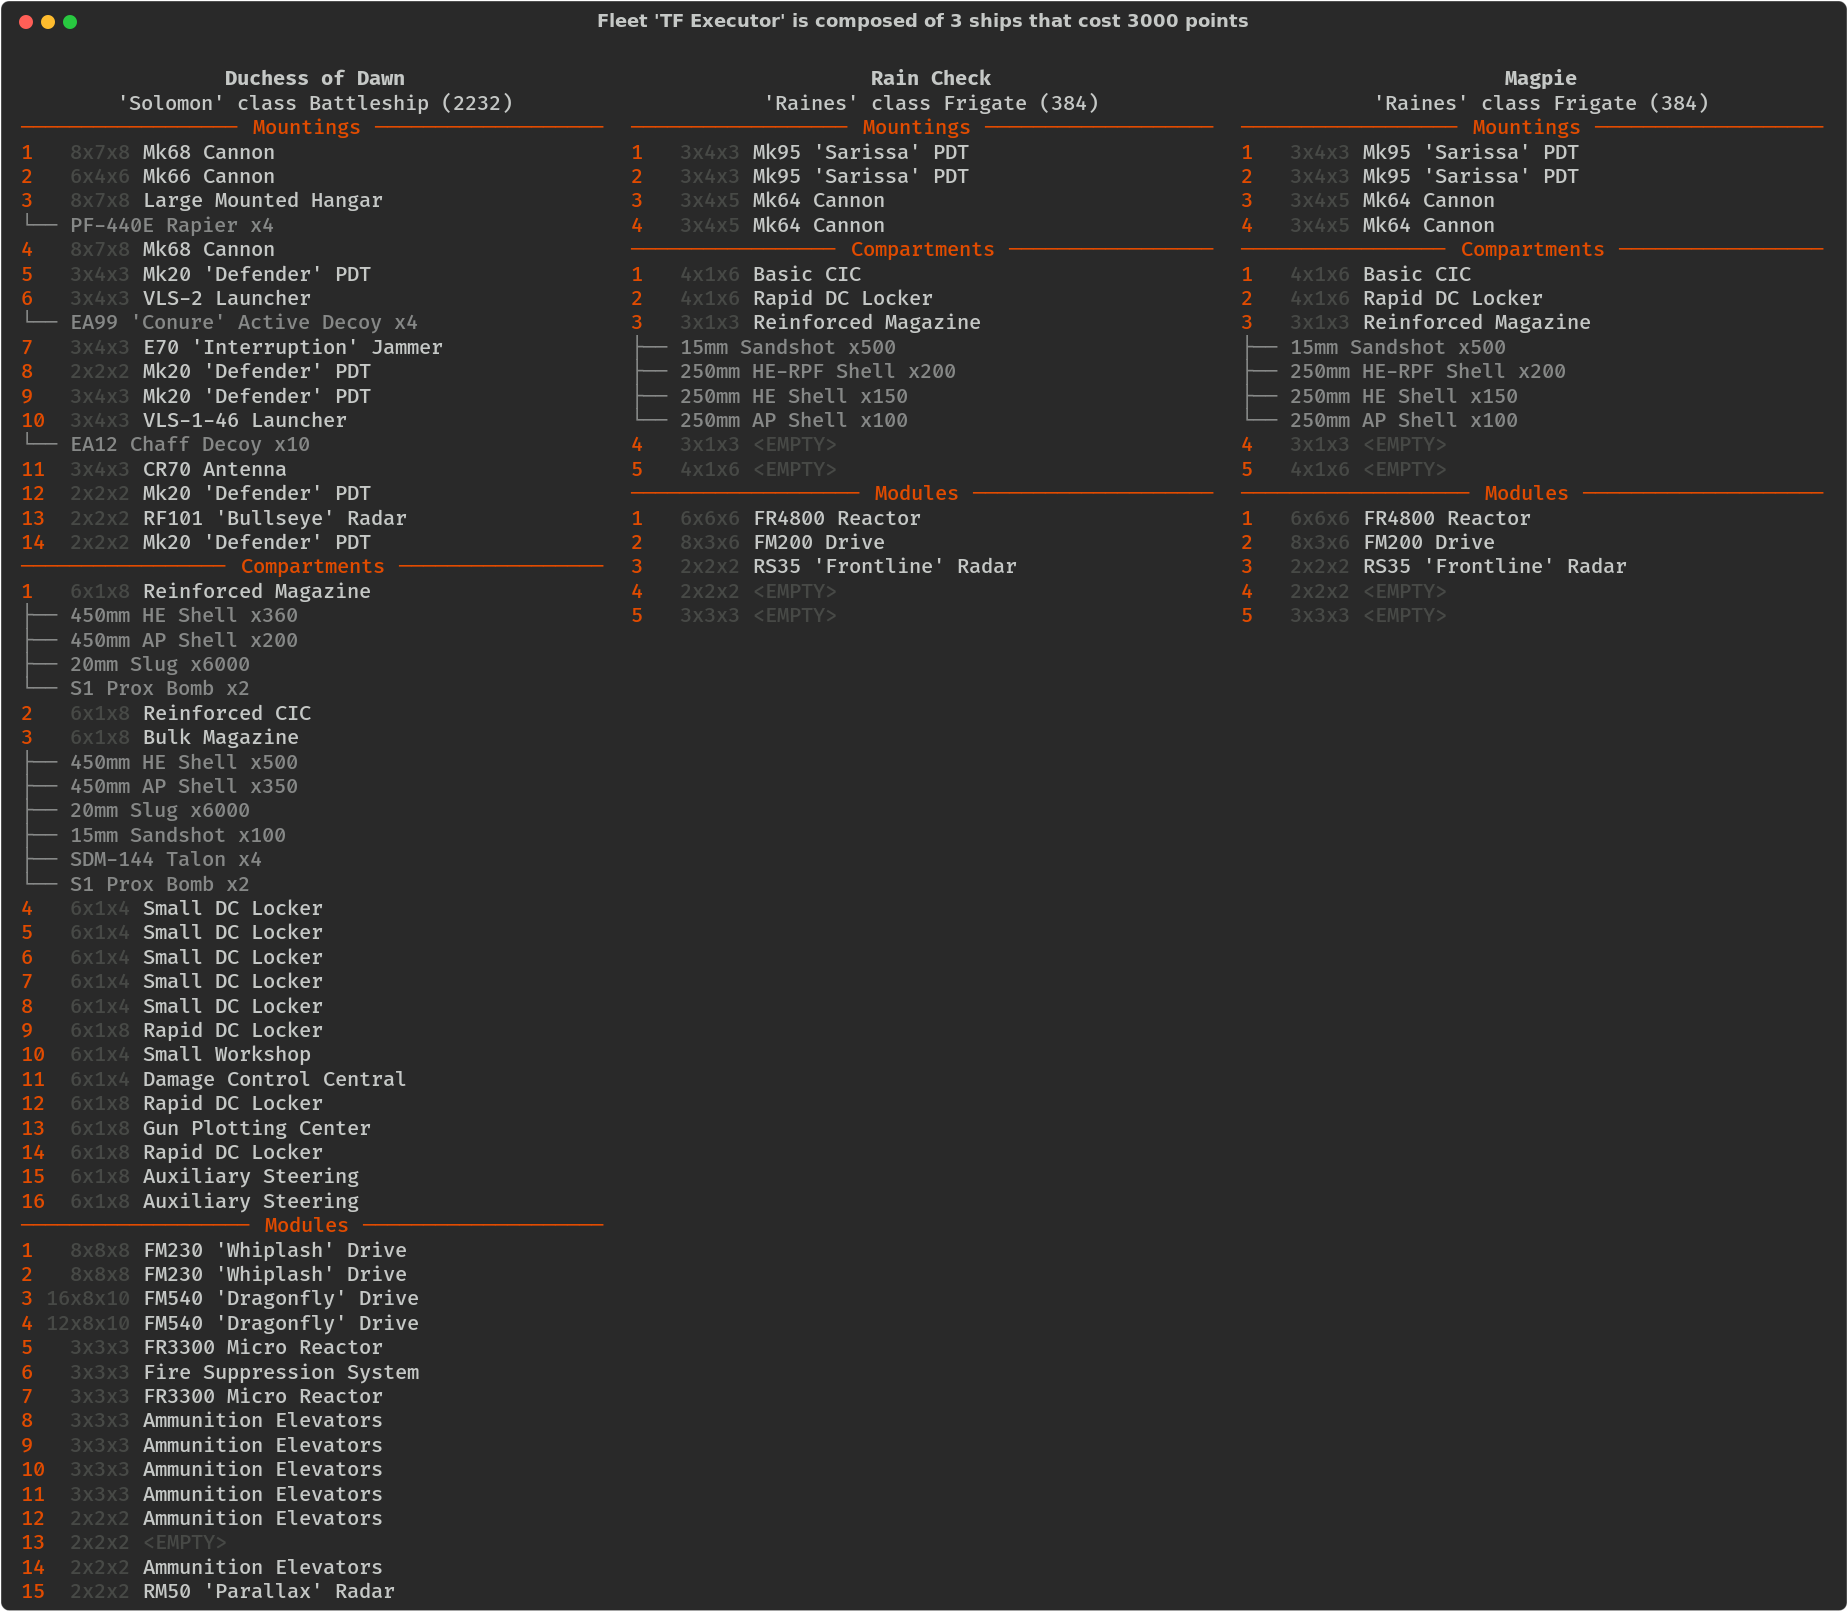 Fleet 'TF Executor' is composed of 3 ships that cost 3000 points
Duchess of Dawn
'Solomon' class Battleship (2232)
Mountings
1 8x7x8 Mk68 Cannon
2 6x4x6 Mk66 Cannon
3 8x7x8 Large Mounted Hangar
└── PF-440E Rapier x4
4 8x7x8 Mk68 Cannon
5 3x4x3 Mk20 'Defender' PDT
6 3x4x3 VLS-2 Launcher
└── EA99 'Conure' Active Decoy x4
7 3x4x3 E70 'Interruption' Jammer
8 2x2x2 Mk20 'Defender' PDT
9 3x4x3 Mk20 'Defender' PDT
10 3x4x3 VLS-1-46 Launcher
└── EA12 Chaff Decoy x10
11 3x4x3 CR70 Antenna
12 2x2x2 Mk20 'Defender' PDT
13 2x2x2 RF101 'Bullseye' Radar
14 2x2x2 Mk20 'Defender' PDT
Compartments
1 6x1x8 Reinforced Magazine
├── 450mm HE Shell x360
├── 450mm AP Shell x200
├── 20mm Slug x6000
└── S1 Prox Bomb x2
2 6x1x8 Reinforced CIC
3 6x1x8 Bulk Magazine
├── 450mm HE Shell x500
├── 450mm AP Shell x350
├── 20mm Slug x6000
├── 15mm Sandshot x100
├── SDM-144 Talon x4
└── S1 Prox Bomb x2
4 6x1x4 Small DC Locker
5 6x1x4 Small DC Locker
6 6x1x4 Small DC Locker
7 6x1x4 Small DC Locker
8 6x1x4 Small DC Locker
9 6x1x8 Rapid DC Locker
10 6x1x4 Small Workshop
11 6x1x4 Damage Control Central
12 6x1x8 Rapid DC Locker
13 6x1x8 Gun Plotting Center
14 6x1x8 Rapid DC Locker
15 6x1x8 Auxiliary Steering
16 6x1x8 Auxiliary Steering
Modules
1 8x8x8 FM230 'Whiplash' Drive
2 8x8x8 FM230 'Whiplash' Drive
3 16x8x10 FM540 'Dragonfly' Drive
4 12x8x10 FM540 'Dragonfly' Drive
5 3x3x3 FR3300 Micro Reactor
6 3x3x3 Fire Suppression System
7 3x3x3 FR3300 Micro Reactor
8 3x3x3 Ammunition Elevators
9 3x3x3 Ammunition Elevators
10 3x3x3 Ammunition Elevators
11 3x3x3 Ammunition Elevators
12 2x2x2 Ammunition Elevators
13 2x2x2 <EMPTY>
14 2x2x2 Ammunition Elevators
15 2x2x2 RM50 'Parallax' Radar
Rain Check
'Raines' class Frigate (384)
Mountings
1 3x4x3 Mk95 'Sarissa' PDT
2 3x4x3 Mk95 'Sarissa' PDT
3 3x4x5 Mk64 Cannon
4 3x4x5 Mk64 Cannon
Compartments
1 4x1x6 Basic CIC
2 4x1x6 Rapid DC Locker
3 3x1x3 Reinforced Magazine
├── 15mm Sandshot x500
├── 250mm HE-RPF Shell x200
├── 250mm HE Shell x150
└── 250mm AP Shell x100
4 3x1x3 <EMPTY>
5 4x1x6 <EMPTY>
Modules
1 6x6x6 FR4800 Reactor
2 8x3x6 FM200 Drive
3 2x2x2 RS35 'Frontline' Radar
4 2x2x2 <EMPTY>
5 3x3x3 <EMPTY>
Magpie
'Raines' class Frigate (384)
Mountings
1 3x4x3 Mk95 'Sarissa' PDT
2 3x4x3 Mk95 'Sarissa' PDT
3 3x4x5 Mk64 Cannon
4 3x4x5 Mk64 Cannon
Compartments
1 4x1x6 Basic CIC
2 4x1x6 Rapid DC Locker
3 3x1x3 Reinforced Magazine
├── 15mm Sandshot x500
├── 250mm HE-RPF Shell x200
├── 250mm HE Shell x150
└── 250mm AP Shell x100
4 3x1x3 <EMPTY>
5 4x1x6 <EMPTY>
Modules
1 6x6x6 FR4800 Reactor
2 8x3x6 FM200 Drive
3 2x2x2 RS35 'Frontline' Radar
4 2x2x2 <EMPTY>
5 3x3x3 <EMPTY>